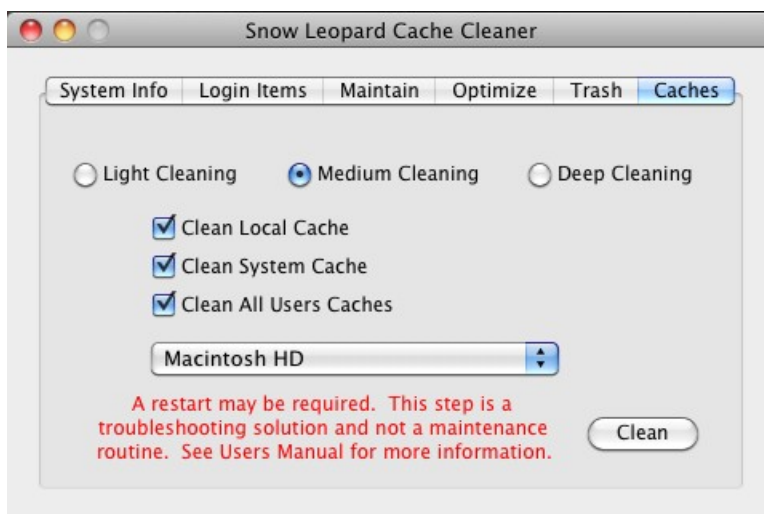 Snow Leopard Cache Cleaner
System Info Login Items Maintain Optimize Trash Caches
Light Cleaning Medium Cleaning Deep Cleaning
Clean Local Cache
Clean System Cache
Clean All Users Caches
Macintosh HD
A restart may be required. This step is a
troubleshooting solution and not a maintenance
routine. See Users Manual for more information.
Clean